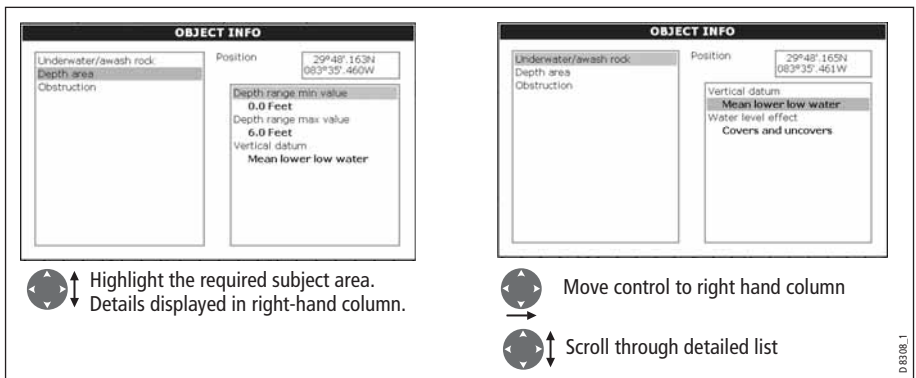 OBJECT INFO
Underwater/awash rock
Depth area
Obstruction
Position
29°48'.163N
083°35'.460W
Depth range min value
0.0 Feet
Depth range max value
6.0 Feet
Vertical datum
Mean lower low water
Highlight the required subject area.
Details displayed in right-hand column.
OBJECT INFO
Underwater/awash rock
Depth area
Obstruction
Position
29°48'.165N
083°35'.461W
Vertical datum
Mean lower low water
Water level effect
Covers and uncovers
Move control to right hand column
Scroll through detailed list
D8308_1